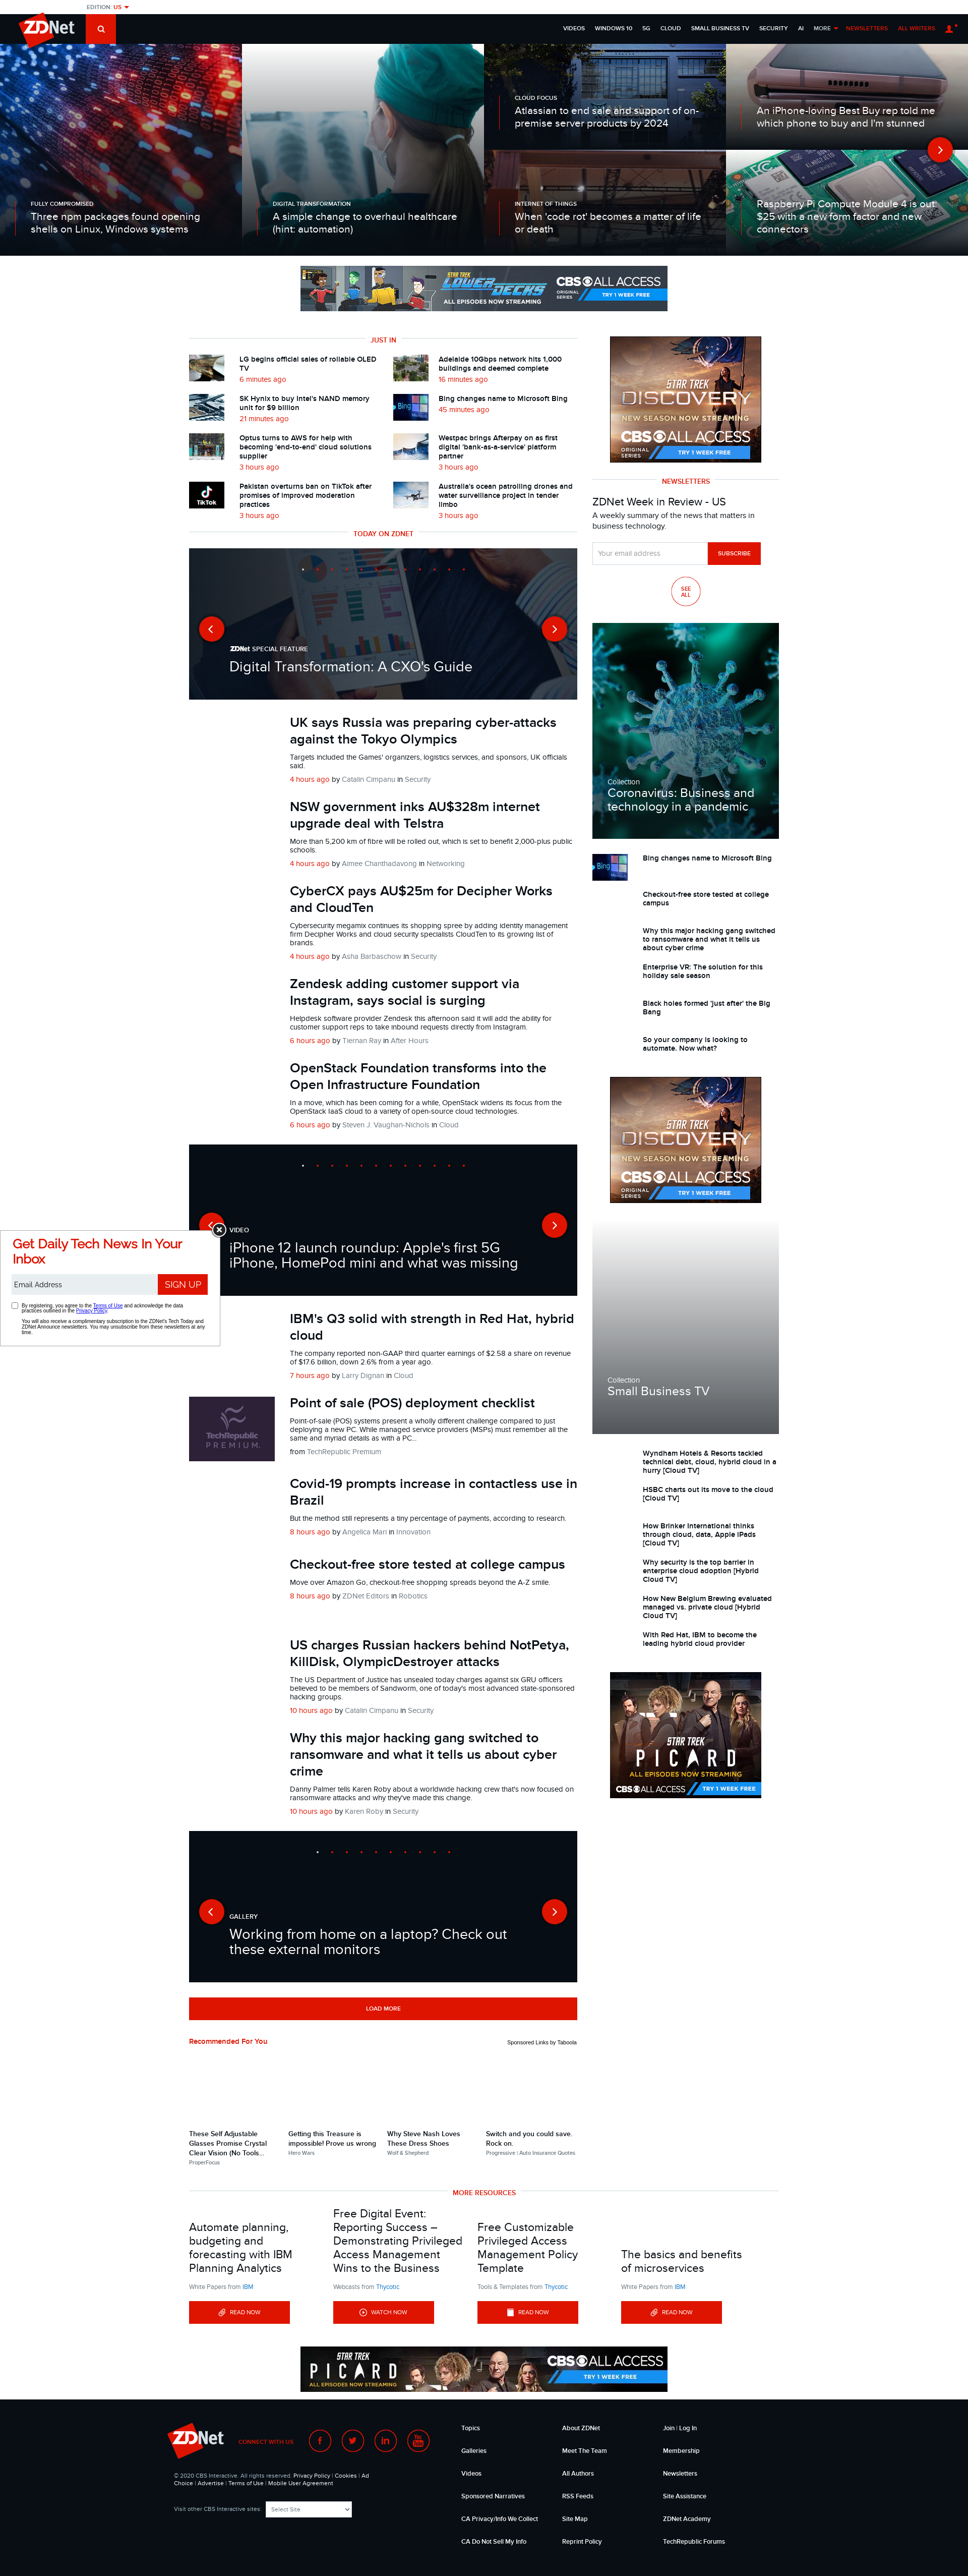 EDITION: US
ZDNet
VIDEOS WINDOWS 10 5G CLOUD SMALL BUSINESS TV SECURITY AI MORE NEWSLETTERS ALL WRITERS
FULLY COMPROMISED
Three npm packages found opening
shells on Linux, Windows systems
DIGITAL TRANSFORMATION
A simple change to overhaul healthcare
(hint: automation)
CLOUD FOCUS
Atlassian to end sale and support of on-
premise server products by 2024
INTERNET OF THINGS
When 'code rot' becomes a matter of life
or death
An iPhone-loving Best Buy rep told me
which phone to buy and I'm stunned
Raspberry Pi Compute Module 4 is out:
$25 with a new form factor and new
connectors
STAR TREK
LOWER DECKS
ALL EPISODES NOW STREAMING
ORIGINAL
SERIES
CBS ALL ACCESS
TRY 1 WEEK FREE
JUST IN
LG begins official sales of rollable OLED
TV
6 minutes ago
Adelaide 10Gbps network hits 1,000
buildings and deemed complete
16 minutes ago
SK Hynix to buy Intel's NAND memory
unit for $9 billion
21 minutes ago
Bing changes name to Microsoft Bing
45 minutes ago
Optus turns to AWS for help with
becoming 'end-to-end' cloud solutions
supplier
3 hours ago
Westpac brings Afterpay on as first
digital 'bank-as-a-service' platform
partner
3 hours ago
TikTok
Pakistan overturns ban on TikTok after
promises of improved moderation
practices
3 hours ago
Australia's ocean patrolling drones and
water surveillance project in tender
limbo
3 hours ago
TODAY ON ZDNET
ZDNet SPECIAL FEATURE
Digital Transformation: A CXO's Guide
UK says Russia was preparing cyber-attacks
against the Tokyo Olympics
Targets included the Games' organizers, logistics services, and sponsors, UK officials
said.
4 hours ago by Catalin Cimpanu in Security
NSW government inks AU$328m internet
upgrade deal with Telstra
More than 5,200 km of fibre will be rolled out, which is set to benefit 2,000-plus public
schools.
4 hours ago by Aimee Chanthadavong in Networking
CyberCX pays AU$25m for Decipher Works
and CloudTen
Cybersecurity megamix continues its shopping spree by adding identity management
firm Decipher Works and cloud security specialists CloudTen to its growing list of
brands.
4 hours ago by Asha Barbaschow in Security
Zendesk adding customer support via
Instagram, says social is surging
Helpdesk software provider Zendesk this afternoon said it will add the ability for
customer support reps to take inbound requests directly from Instagram.
6 hours ago by Tiernan Ray in After Hours
OpenStack Foundation transforms into the
Open Infrastructure Foundation
In a move, which has been coming for a while, OpenStack widens its focus from the
OpenStack IaaS cloud to a variety of open-source cloud technologies.
6 hours ago by Steven J. Vaughan-Nichols in Cloud
VIDEO
iPhone 12 launch roundup: Apple's first 5G
iPhone, HomePod mini and what was missing
Get Daily Tech News In Your
Inbox
Email Address
SIGN UP
By registering, you agree to the Terms of Use and acknowledge the data
practices outlined in the Privacy Policy.
You will also receive a complimentary subscription to the ZDNet's Tech Today and
ZDNet Announce newsletters. You may unsubscribe from these newsletters at any
time.
IBM's Q3 solid with strength in Red Hat, hybrid
cloud
The company reported non-GAAP third quarter earnings of $2.58 a share on revenue
of $17.6 billion, down 2.6% from a year ago.
7 hours ago by Larry Dignan in Cloud
TechRepublic
PREMIUM
Point of sale (POS) deployment checklist
Point-of-sale (POS) systems present a wholly different challenge compared to just
deploying a new PC. While managed service providers (MSPs) must remember all the
same and myriad details as with a PC...
from TechRepublic Premium
Covid-19 prompts increase in contactless use in
Brazil
But the method still represents a tiny percentage of payments, according to research.
8 hours ago by Angelica Mari in Innovation
Checkout-free store tested at college campus
Move over Amazon Go, checkout-free shopping spreads beyond the A-Z smile.
8 hours ago by ZDNet Editors in Robotics
US charges Russian hackers behind NotPetya,
KillDisk, OlympicDestroyer attacks
The US Department of Justice has unsealed today charges against six GRU officers
believed to be members of Sandworm, one of today's most advanced state-sponsored
hacking groups.
10 hours ago by Catalin Cimpanu in Security
Why this major hacking gang switched to
ransomware and what it tells us about cyber
crime
Danny Palmer tells Karen Roby about a worldwide hacking crew that's now focused on
ransomware attacks and why they've made this change.
10 hours ago by Karen Roby in Security
GALLERY
Working from home on a laptop? Check out
these external monitors
LOAD MORE
STAR TREK
DISCOVERY
NEW SEASON NOW STREAMING
CBS ALL ACCESS
ORIGINAL
SERIES
TRY 1 WEEK FREE
NEWSLETTERS
ZDNet Week in Review - US
A weekly summary of the news that matters in
business technology.
Your email address
SUBSCRIBE
SEE
ALL
Collection
Coronavirus: Business and
technology in a pandemic
Bing changes name to Microsoft Bing
Checkout-free store tested at college
campus
Why this major hacking gang switched
to ransomware and what it tells us
about cyber crime
Enterprise VR: The solution for this
holiday sale season
Black holes formed 'just after' the Big
Bang
So your company is looking to
automate. Now what?
STAR TREK
DISCOVERY
NEW SEASON NOW STREAMING
CBS ALL ACCESS
ORIGINAL
SERIES
TRY 1 WEEK FREE
Collection
Small Business TV
Wyndham Hotels & Resorts tackled
technical debt, cloud, hybrid cloud in a
hurry [Cloud TV]
HSBC charts out its move to the cloud
[Cloud TV]
How Brinker International thinks
through cloud, data, Apple iPads
[Cloud TV]
Why security is the top barrier in
enterprise cloud adoption [Hybrid
Cloud TV]
How New Belgium Brewing evaluated
managed vs. private cloud [Hybrid
Cloud TV]
With Red Hat, IBM to become the
leading hybrid cloud provider
STAR TREK
PICARD
ALL EPISODES NOW STREAMING
CBS ALL ACCESS
TRY 1 WEEK FREE
Recommended For You
Sponsored Links by Taboola
These Self Adjustable
Glasses Promise Crystal
Clear Vision (No Tools...
ProperFocus
Getting this Treasure is
impossible! Prove us wrong
Hero Wars
Why Steve Nash Loves
These Dress Shoes
Wolf & Shepherd
Switch and you could save.
Rock on.
Progressive | Auto Insurance Quotes
MORE RESOURCES
Automate planning,
budgeting and
forecasting with IBM
Planning Analytics
White Papers from IBM
READ NOW
Free Digital Event:
Reporting Success –
Demonstrating Privileged
Access Management
Wins to the Business
Webcasts from Thycotic
WATCH NOW
Free Customizable
Privileged Access
Management Policy
Template
Tools & Templates from Thycotic
READ NOW
The basics and benefits
of microservices
White Papers from IBM
READ NOW
STAR TREK
PICARD
ALL EPISODES NOW STREAMING
CBS ALL ACCESS
TRY 1 WEEK FREE
ZDNet
CONNECT WITH US
© 2020 CBS Interactive. All rights reserved. Privacy Policy | Cookies | Ad
Choice | Advertise | Terms of Use | Mobile User Agreement
Visit other CBS Interactive sites: Select Site
Topics
Galleries
Videos
Sponsored Narratives
CA Privacy/Info We Collect
CA Do Not Sell My Info
About ZDNet
Meet The Team
All Authors
RSS Feeds
Site Map
Reprint Policy
Join | Log In
Membership
Newsletters
Site Assistance
ZDNet Academy
TechRepublic Forums